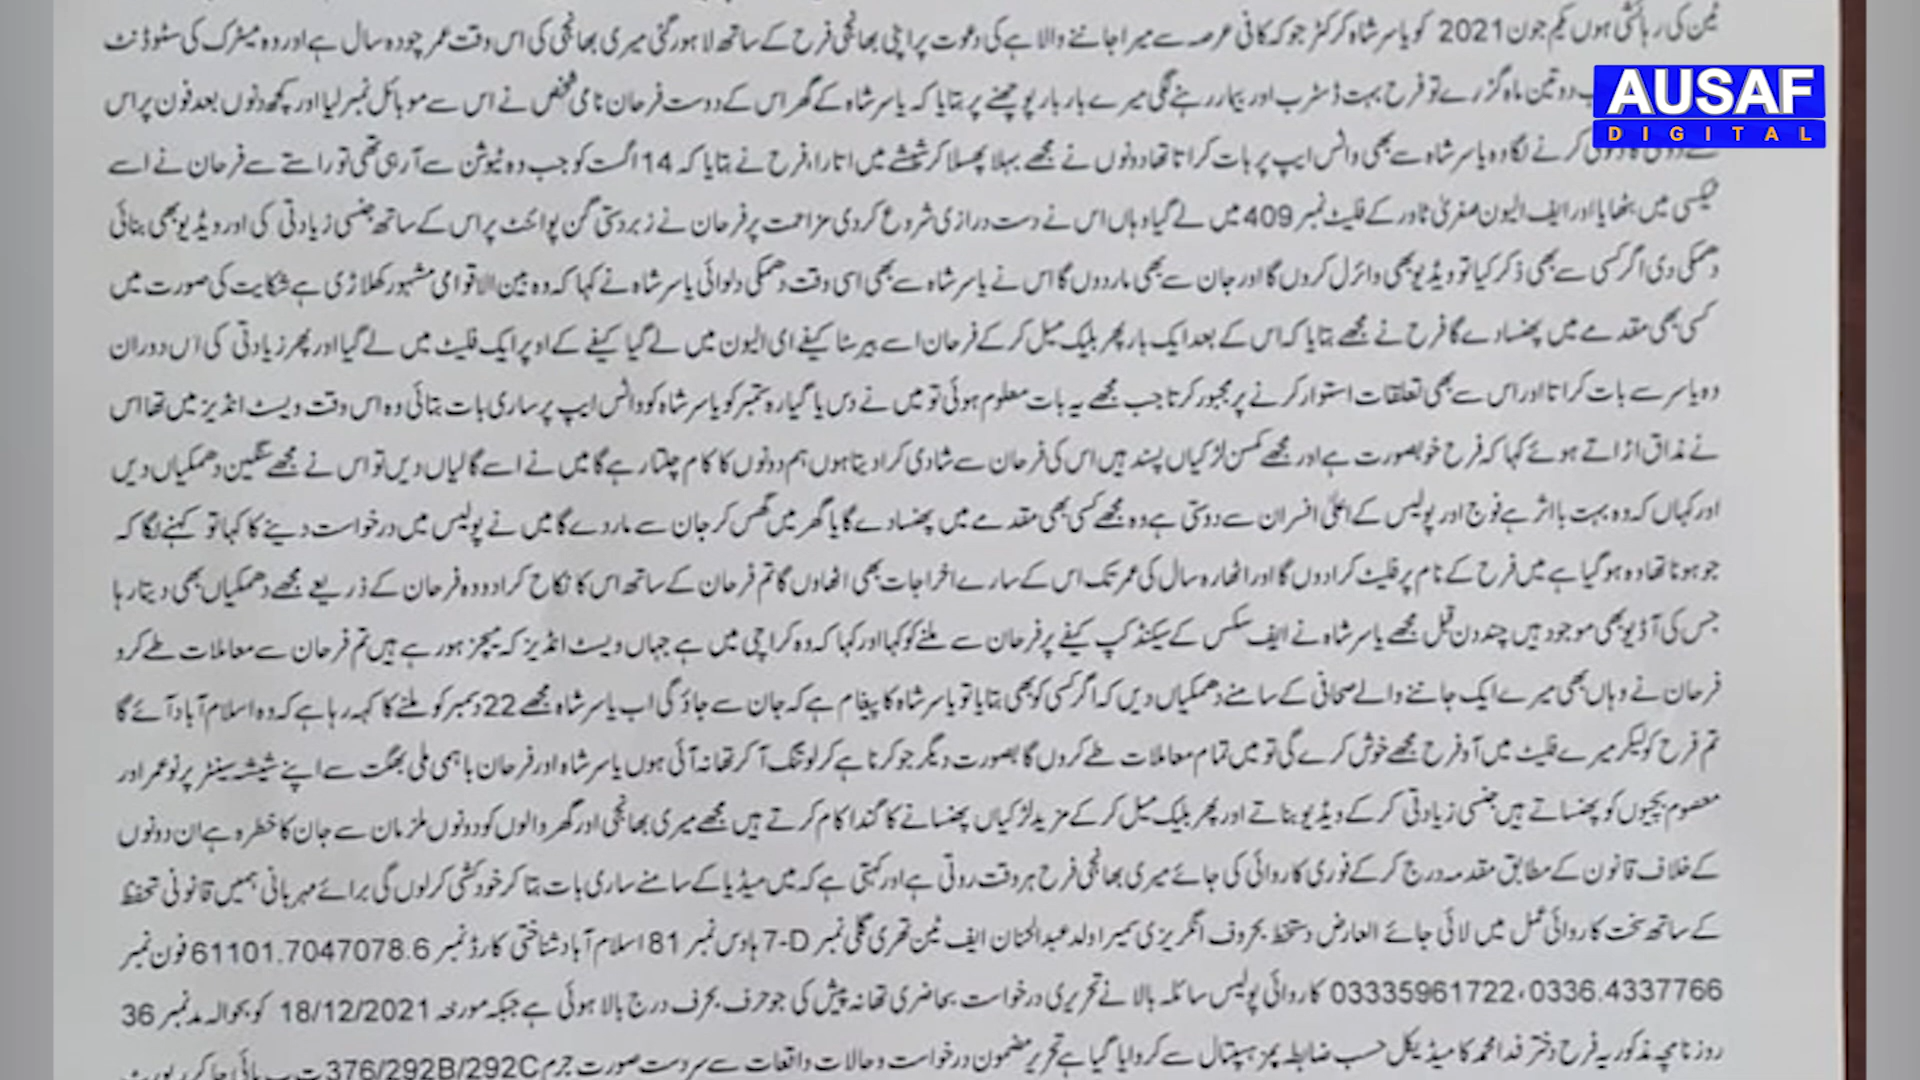 ٹین کی رہائشی ہوں یکم جون 2021 کو یاسر شاہ کرکٹر جو کہ کافی عرصہ سے میرا جاننے والا ہے کی دعوت پر اپنی بھانجی فرح کے ساتھ لاہور گئی میری بھانجی کی اس وقت عمر چودہ سال ہے اور وہ میٹرک کی سٹوڈنٹ
AUSAF
DIGITAL
دو تین ماہ گزرے تو فرح بہت ڈسٹرب اور بیمار رہنے لگی میرے بار بار پوچھنے پر بتایا کہ یاسر شاہ کے گھر اس کے دوست فرحان نامی شخص نے اس سے موبائل نمبر لیا اور کچھ دنوں بعد فون پر اس
کرنے لگا وہ یاسر شاہ سے بھی واٹس ایپ پر بات کراتا تھا دونوں نے مجھے بہلا پھسلا کر شیشے میں اتارا، فرح نے بتایا کہ 14 اگست کو جب وہ ٹیوشن سے آرہی تھی تو راستے سے فرحان نے اسے
ٹیکسی میں بٹھایا اور ایف الیون صغریٰ ٹاور کے فلیٹ نمبر 409 میں لے گیا وہاں اس نے دست درازی شروع کردی مزاحمت پر فرحان نے زبردستی گن پوائنٹ پر اس کے ساتھ جنسی زیادتی کی اور ویڈیو بھی بنائی
دھمکی دی اگر کسی سے بھی ذکر کیا تو ویڈیو بھی وائرل کروں گا اور جان سے بھی ماردوں گا اس نے یاسر شاہ سے بھی اسی وقت دھمکی دلوائی یاسر شاہ نے کہا کہ وہ بین الاقوامی مشہور کھلاڑی ہے شکایت کی صورت میں
کسی بھی مقدمے میں پھنسا دے گا فرح نے مجھے بتایا کہ اس کے بعد ایک بار پھر بلیک میل کر کے فرحان اسے بیرسٹا کیفے ای الیون میں لے گیا کیفے کے اوپر ایک فلیٹ میں لے گیا اور پھر زیادتی کی اس دوران
وہ یاسر سے بات کراتا اور اس سے بھی تعلقات استوار کرنے پر مجبور کرتا جب مجھے یہ بات معلوم ہوئی تو میں نے دس یا گیارہ ستمبر کو یاسر شاہ کو واٹس ایپ پر ساری بات بتائی وہ اس وقت ویسٹ انڈیز میں تھا اس
نے مذاق اڑاتے ہوئے کہا کہ فرح خوبصورت ہے اور مجھے کمسن لڑکیاں پسند ہیں اس کی فرحان سے شادی کرا دیتا ہوں ہم دونوں کا کام چلتا رہے گا میں نے اسے گالیاں دیں تو اس نے مجھے سنگین دھمکیاں دیں
اور کہاں کہ وہ بہت با اثر ہے فوج اور پولیس کے اعلیٰ افسران سے دوستی ہے وہ مجھے کسی بھی مقدمے میں پھنسا دے گا یا گھر میں گھس کر جان سے مار دے گا میں نے پولیس میں درخواست دینے کا کہا تو کہنے لگا کہ
جو ہونا تھا وہ ہو گیا ہے میں فرح کے نام پر فلیٹ کرا دوں گا اور اٹھارہ سال کی عمر تک اس کے سارے اخراجات بھی اٹھاوں گا تم فرحان کے ساتھ اس کا نکاح کرا دو وہ فرحان کے ذریعے مجھے دھمکیاں بھی دیتا رہا
جس کی آڈیو بھی موجود ہیں چند دن قبل مجھے یاسر شاہ نے ایف سکس کے سیکنڈ کپ کیفے پر فرحان سے ملنے کو کہا اور کہا کہ وہ کراچی میں ہے جہاں ویسٹ انڈیز کہ میچز ہو رہے ہیں تم فرحان سے معاملات طے کرو
فرحان نے وہاں بھی میرے ایک جاننے والے صحافی کے سامنے دھمکیاں دیں کہ اگر کسی کو بھی بتایا تو یاسر شاہ کا پیغام ہے کہ جان سے جاؤ گی اب یاسر شاہ مجھے 22 دسمبر کو ملنے کا کہہ رہا ہے کہ وہ اسلام آباد آئے گا
تم فرح کو لیکر میرے فلیٹ میں آو فرح مجھے خوش کرے گی تو میں تمام معاملات طے کروں گا بصورت دیگر جو کرنا ہے کر لو تنگ آ کر تھانہ آئی ہوں یاسر شاہ اور فرحان باہمی ملی بھگت سے اپنے شیشہ سینٹر پر نو عمر اور
معصوم بچیوں کو پھنساتے ہیں جنسی زیادتی کر کے ویڈیو بناتے اور پھر بلیک میل کر کے مزید لڑکیاں پھنسانے کا گندا کام کرتے ہیں مجھے میری بھانجی اور گھر والوں کو دونوں ملزمان سے جان کا خطرہ ہے ان دونوں
کے خلاف قانون کے مطابق مقدمہ درج کر کے فوری کاروائی کی جائے میری بھانجی فرح ہر وقت روتی ہے اور کہتی ہے کہ میں میڈیا کے سامنے ساری بات بتا کر خودکشی کر لوں گی برائے مہربانی ہمیں قانونی تحفظ
کے ساتھ سخت کاروائی عمل میں لائی جائے العارض دستخط بحروف انگریزی سمیرا ولد عبدالحنان ایف ٹین تھری گلی نمبر 7-D ہاوس نمبر 81 اسلام آباد شناختی کارڈ نمبر 61101.7047078.6 فون نمبر
03335961722،0336.4337766 کاروائی پولیس سائلہ بالا نے تحریری درخواست بحاضری تھانہ پیش کی جو حرف بحرف درج بالا ہوئی ہے جبکہ مورخہ 18/12/2021 کو بحوالہ مد نمبر 36
روزنامچہ مذکوریہ فرح دختر فدا محمد کا میڈیکل حسب ضابطہ پمز ہسپتال سے کروایا گیا ہے تحریر مضمون درخواست و حالات واقعات سے سردست صورت جرم 376/292B/292C ت پ پائی جا کر